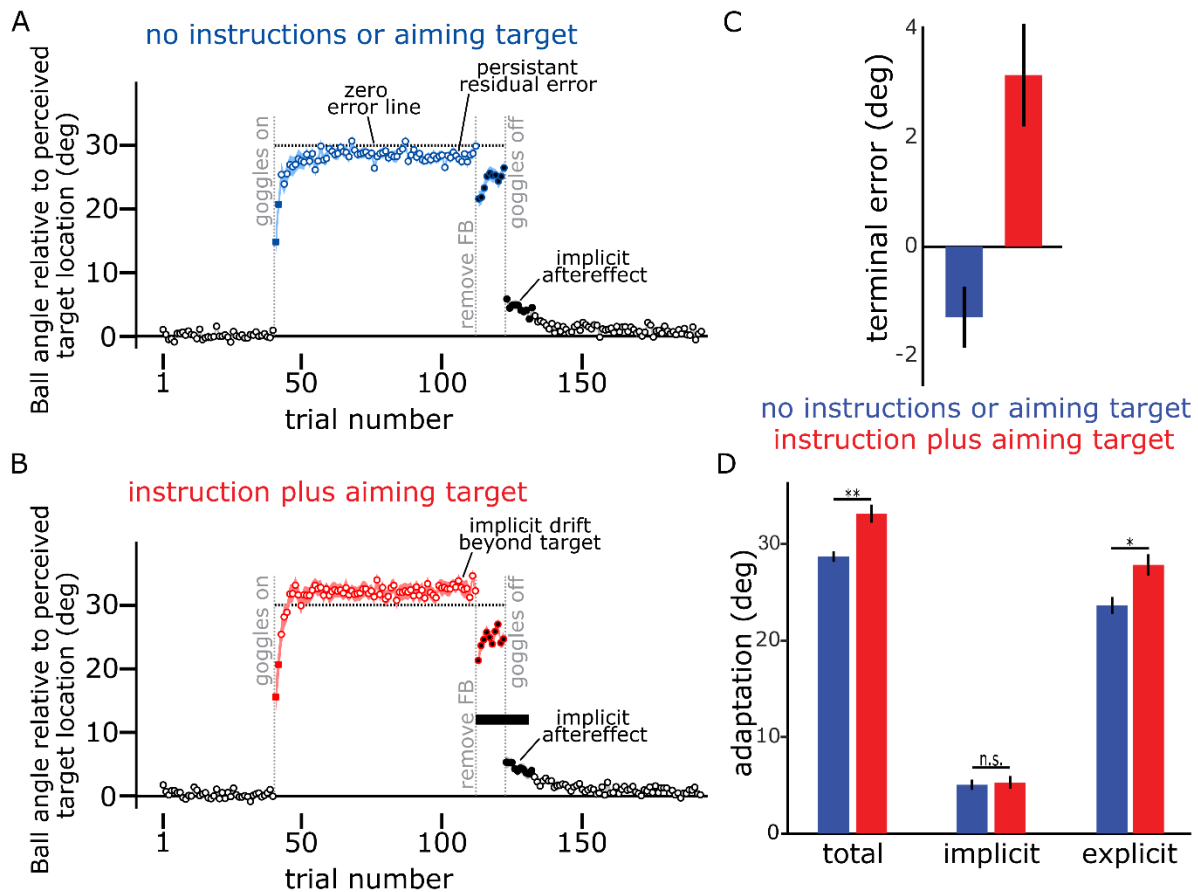 A
no instructions or aiming target
Ball angle relative to perceived
target location (deg)
30
20
10
0
goggles on
zero
error line
persistant
residual error
remove FB
goggles off
implicit
aftereffect
1
50
100
150
trial number
B
instruction plus aiming target
Ball angle relative to perceived
target location (deg)
30
20
10
0
goggles on
implicit drift
beyond target
remove FB
goggles off
implicit
aftereffect
1
50
100
150
trial number
C
terminal error (deg)
4
2
0
-2
no instructions or aiming target
instruction plus aiming target
D
adaptation (deg)
30
20
10
0
**
n.s.
*
total
implicit
explicit